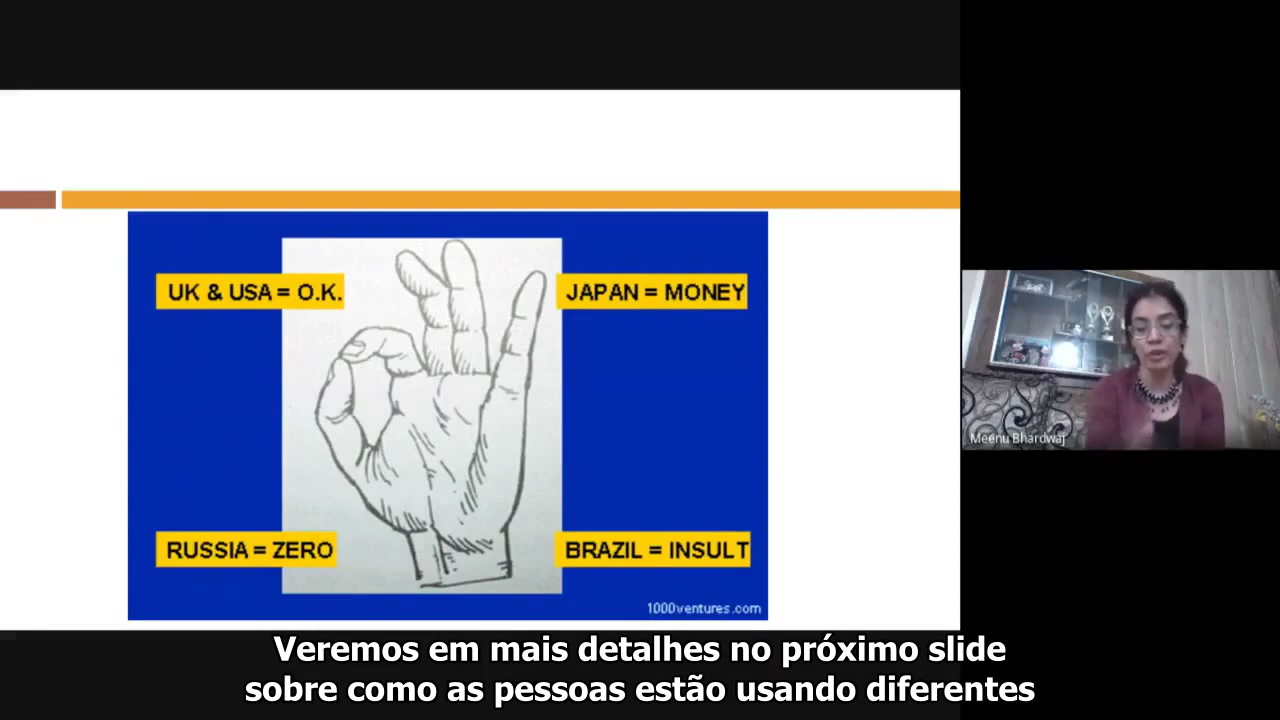 UK & USA = O.K.
JAPAN = MONEY
RUSSIA = ZERO
BRAZIL = INSULT
1000ventures.com
Meenu Bhardwaj
Veremos em mais detalhes no próximo slide
sobre como as pessoas estão usando diferentes